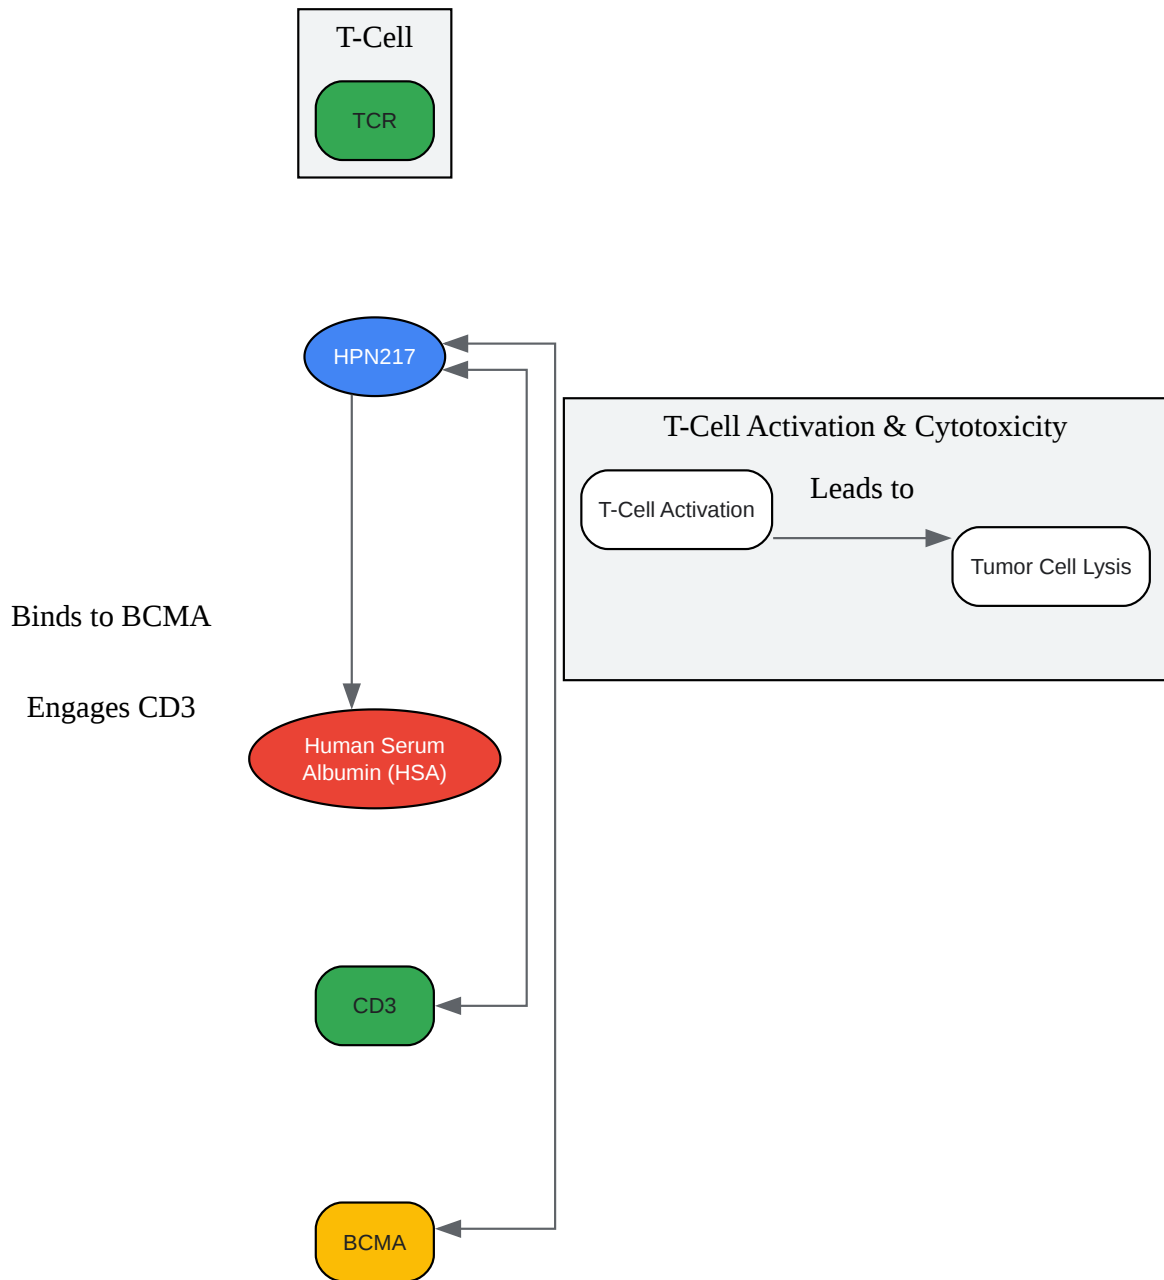 T-Cell
TCR
HPN217
T-Cell Activation & Cytotoxicity
Leads to
T-Cell Activation
Tumor Cell Lysis
Binds to BCMA
Engages CD3
Human Serum
Albumin (HSA)
CD3
BCMA